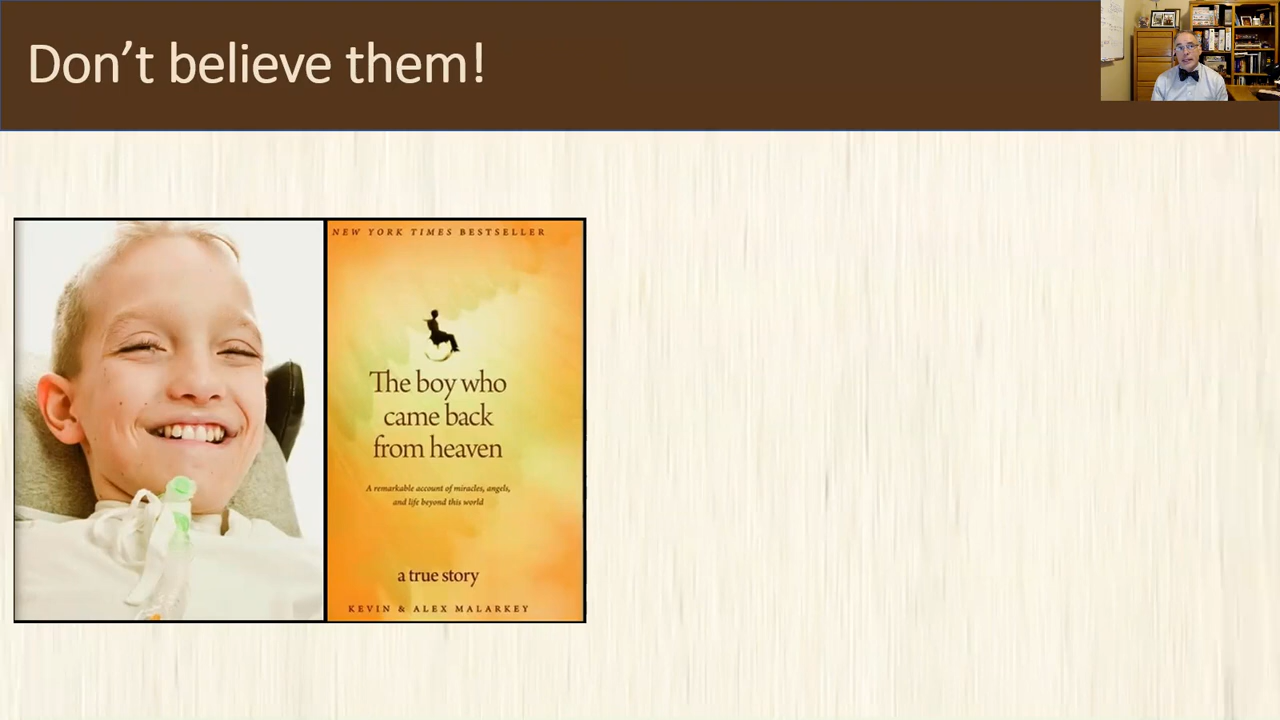 Don’t believe them!
NEW YORK TIMES BESTSELLER
The boy who
came back
from heaven
A remarkable account of miracles, angels,
and life beyond this world
a true story
KEVIN & ALEX MALARKEY